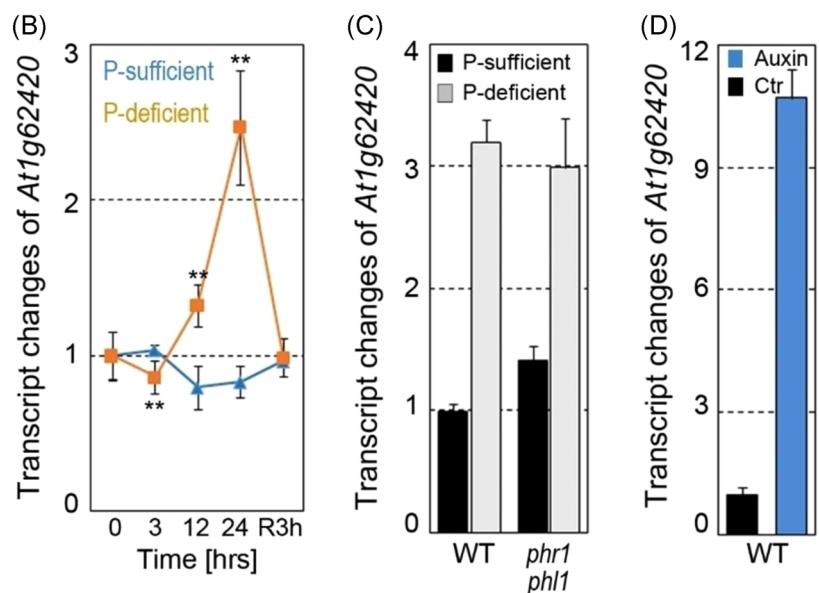 (B)
Transcript changes of At1g62420
3
2
1
0
P-sufficient
P-deficient
**
**
**
0 3 12 24 R3h
Time [hrs]
(C)
Transcript changes of At1g62420
4
3
2
1
0
P-sufficient
P-deficient
WT
phr1
phl1
(D)
Transcript changes of At1g62420
12
9
6
3
0
Auxin
Ctr
WT